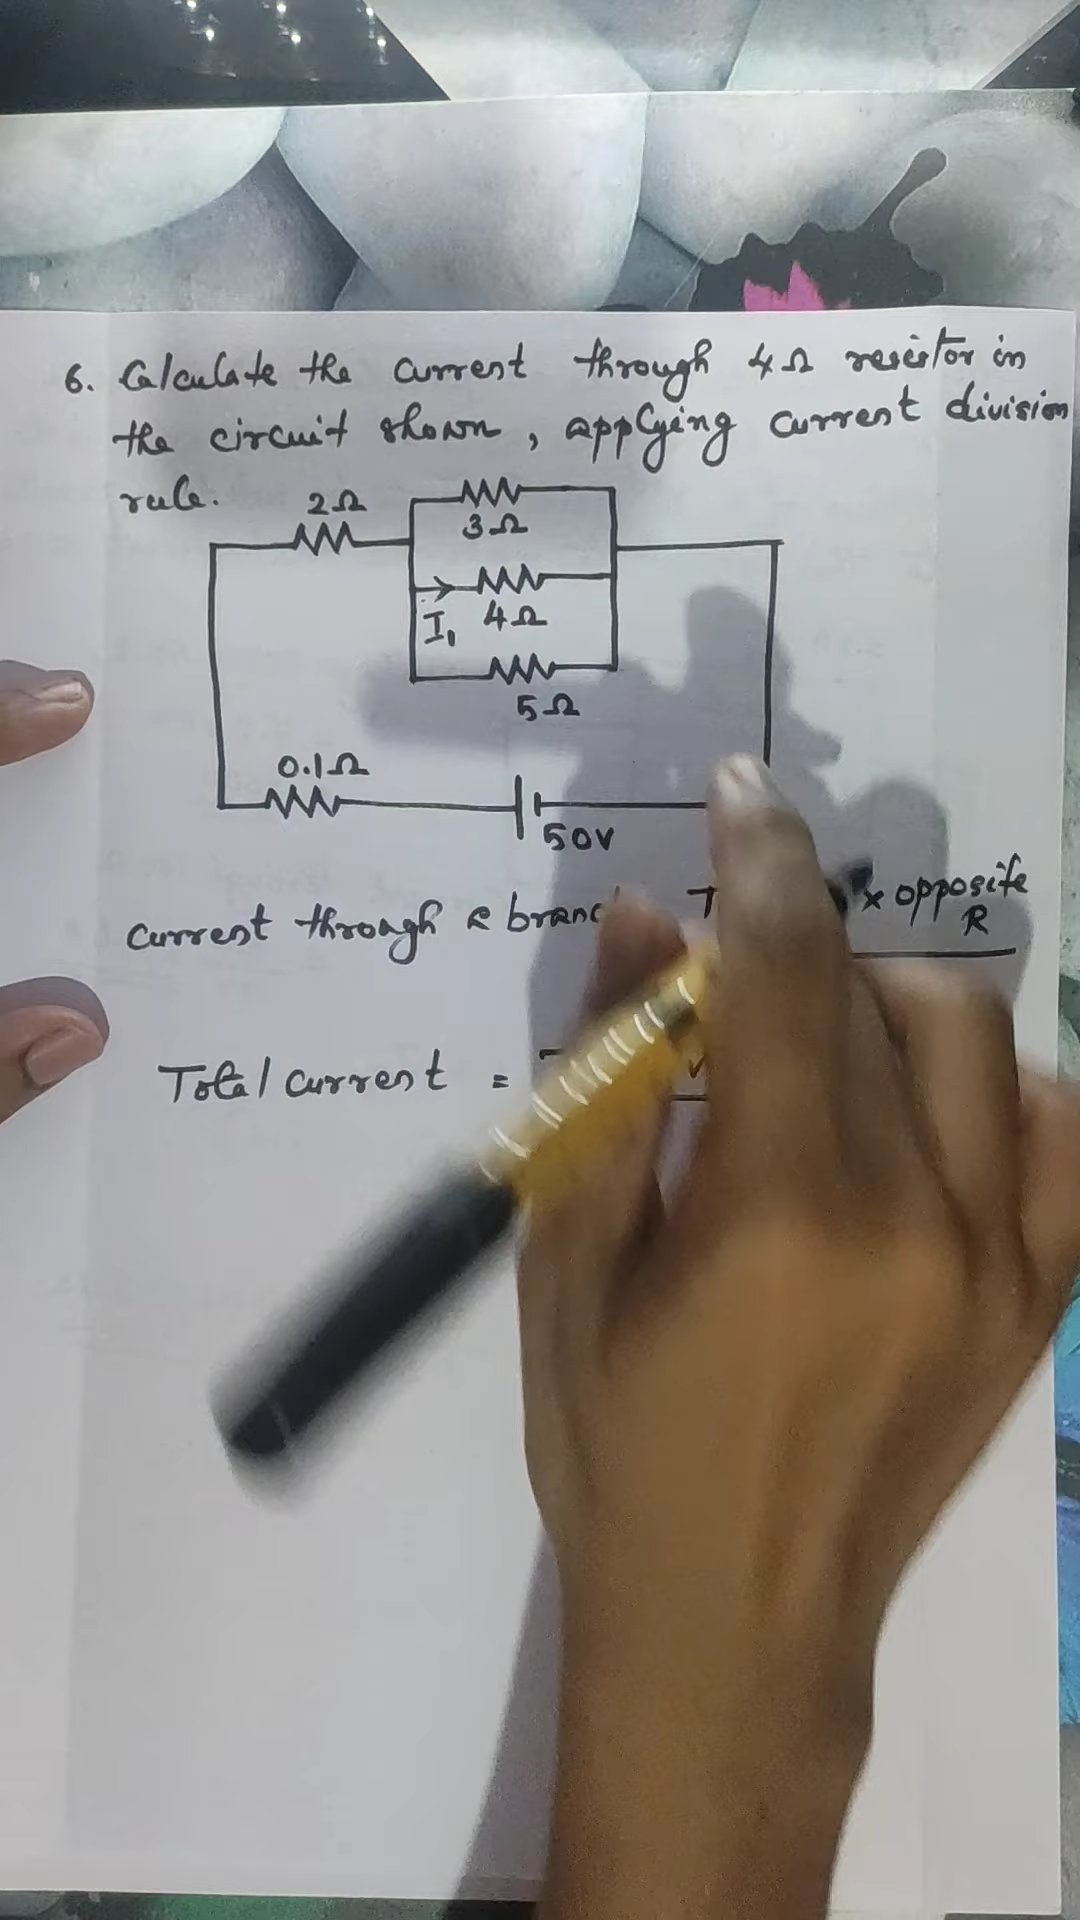 6. Calculate the current through 4Ω resistor in
the circuit shown, applying current division
rule.
2Ω
3Ω
I₁ 4Ω
5Ω
0.1Ω
50V
current through a × opposite
R
Total current =